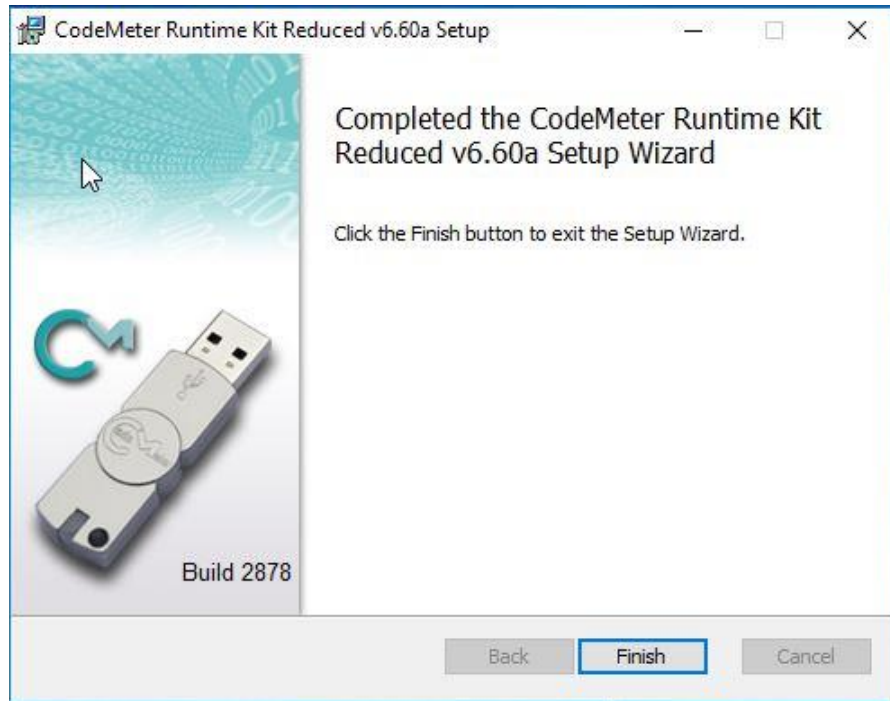 CodeMeter Runtime Kit Reduced v6.60a Setup
Completed the CodeMeter Runtime Kit
Reduced v6.60a Setup Wizard
Click the Finish button to exit the Setup Wizard.
CM
Build 2878
Back
Finish
Cancel